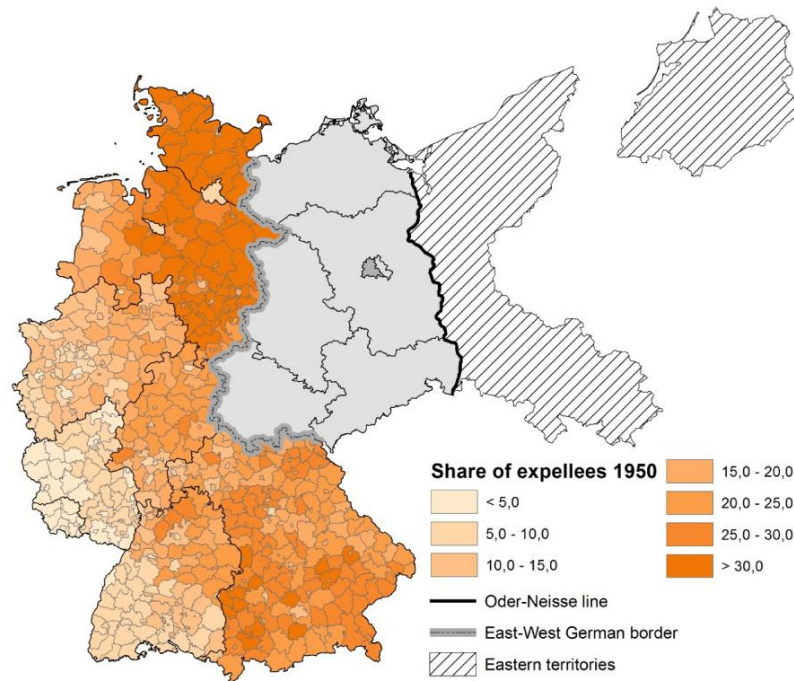 Share of expellees 1950
< 5,0
5,0 - 10,0
10,0 - 15,0
15,0 - 20,0
20,0 - 25,0
25,0 - 30,0
> 30,0
Oder-Neisse line
East-West German border
Eastern territories